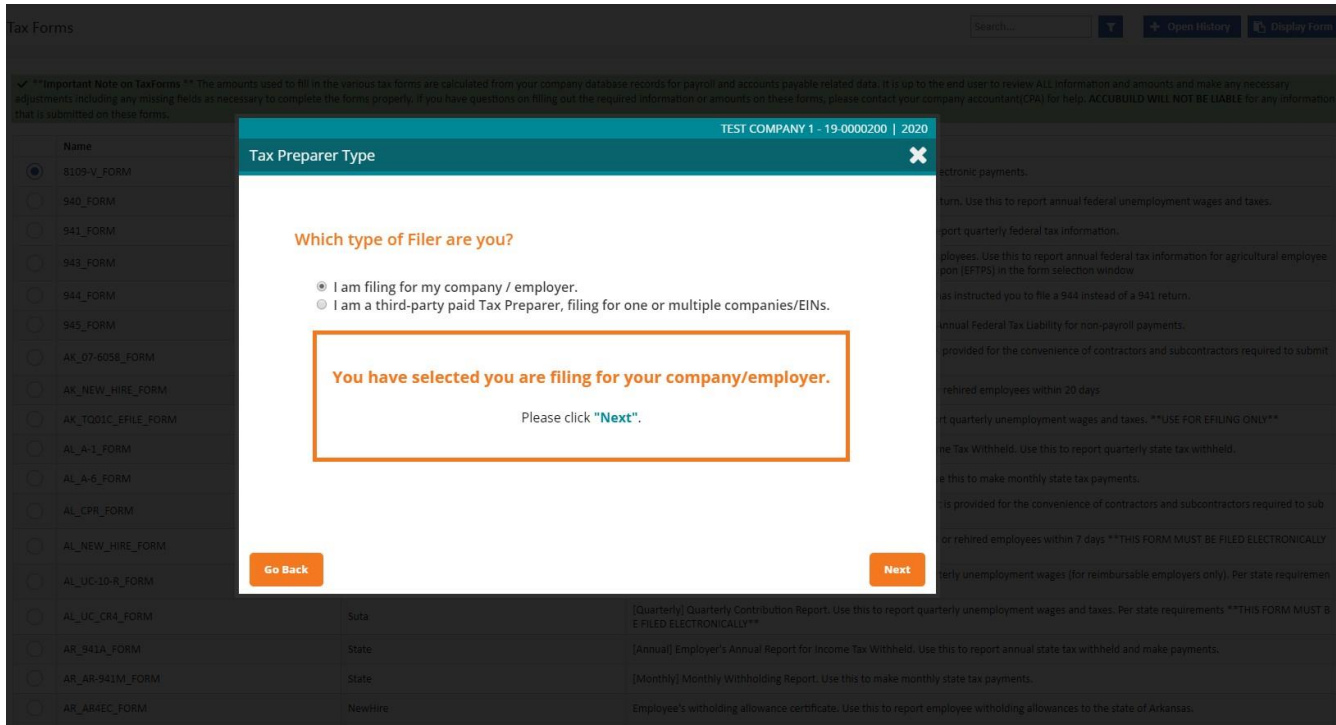 Tax Forms
Search...
+ Open History
Display Form
**Important Note on TaxForms ** The amounts used to fill in the various tax forms are calculated from your company database records for payroll and accounts payable related data. It is up to the end user to review ALL information and amounts and make any necessary
adjustments including any missing fields as necessary to complete the forms properly. If you have questions on filling out the required information or amounts on these forms, please contact your company accountant(CPA) for help. ACCUBUILD WILL NOT BE LIABLE for any information
that is submitted on these forms.
TEST COMPANY 1 - 19-0000200 | 2020
Tax Preparer Type
Which type of Filer are you?
I am filing for my company / employer.
I am a third-party paid Tax Preparer, filing for one or multiple companies/EINs.
You have selected you are filing for your company/employer.
Please click "Next".
Go Back
Next
Name
8105-V_FORM
ectronic payments.
940_FORM
turn. Use this to report annual federal unemployment wages and taxes.
941_FORM
port quarterly federal tax information.
943_FORM
ployees. Use this to report annual federal tax information for agricultural employee
pon (EFTPS) in the form selection window
944_FORM
as instructed you to file a 944 instead of a 941 return.
945_FORM
nnual Federal Tax Liability for non-payroll payments.
AK_07-6058_FORM
provided for the convenience of contractors and subcontractors required to submit
AK_NEW_HIRE_FORM
rehired employees within 20 days
AK_TQ01C_EFILE_FORM
rt quarterly unemployment wages and taxes. **USE FOR EFILING ONLY**
AL_A-1_FORM
ne Tax Withheld. Use this to report quarterly state tax withheld.
AL_A-6_FORM
e this to make monthly state tax payments.
AL_CPR_FORM
is provided for the convenience of contractors and subcontractors required to sub
AL_NEW_HIRE_FORM
or rehired employees within 7 days **THIS FORM MUST BE FILED ELECTRONICALLY
AL_UC-10-R_FORM
terly unemployment wages (for reimbursable employers only). Per state requiremen
AL_UC_CR4_FORM Suta [Quarterly] Quarterly Contribution Report. Use this to report quarterly unemployment wages and taxes. Per state requirements **THIS FORM MUST B
E FILED ELECTRONICALLY**
AR_941A_FORM State [Annual] Employer's Annual Report for Income Tax Withheld. Use this to report annual state tax withheld and make payments.
AR_AR-941M_FORM State [Monthly] Monthly Withholding Report. Use this to make monthly state tax payments.
AR_AR4EC_FORM NewHire Employee's witholding allowance certificate. Use this to report employee witholding allowances to the state of Arkansas.